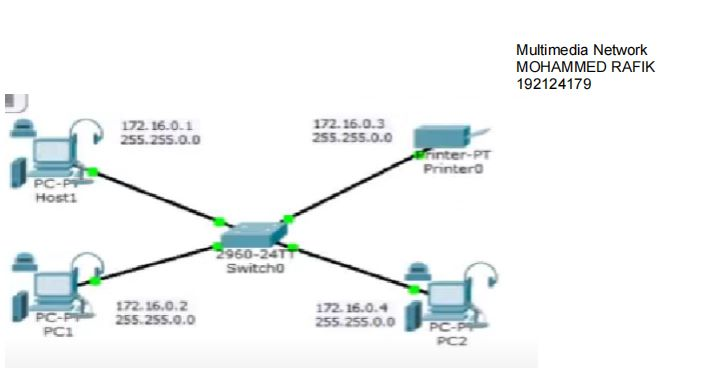 Multimedia Network
MOHAMMED RAFIK
192124179
172.16.0.1
255.255.0.0
172.16.0.3
255.255.0.0
PC-PT
Host1
Printer-PT
Printer0
2960-24TT
Switch0
172.16.0.2
255.255.0.0
PC-PT
PC1
172.16.0.4
255.255.0.0
PC-PT
PC2